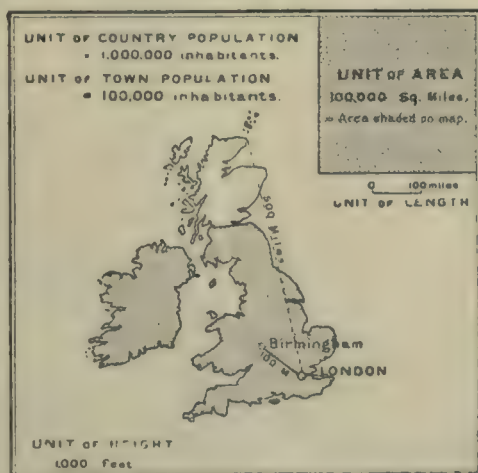 UNIT OF COUNTRY POPULATION
• 1,000,000 inhabitants.
UNIT OF TOWN POPULATION
100,000 inhabitants.
UNIT OF AREA
100,000 Sq. Miles,
= Area shaded on map.
0 100 miles
UNIT OF LENGTH
500 Miles
Birmingham
100 M
LONDON
UNIT OF HEIGHT
1,000 feet